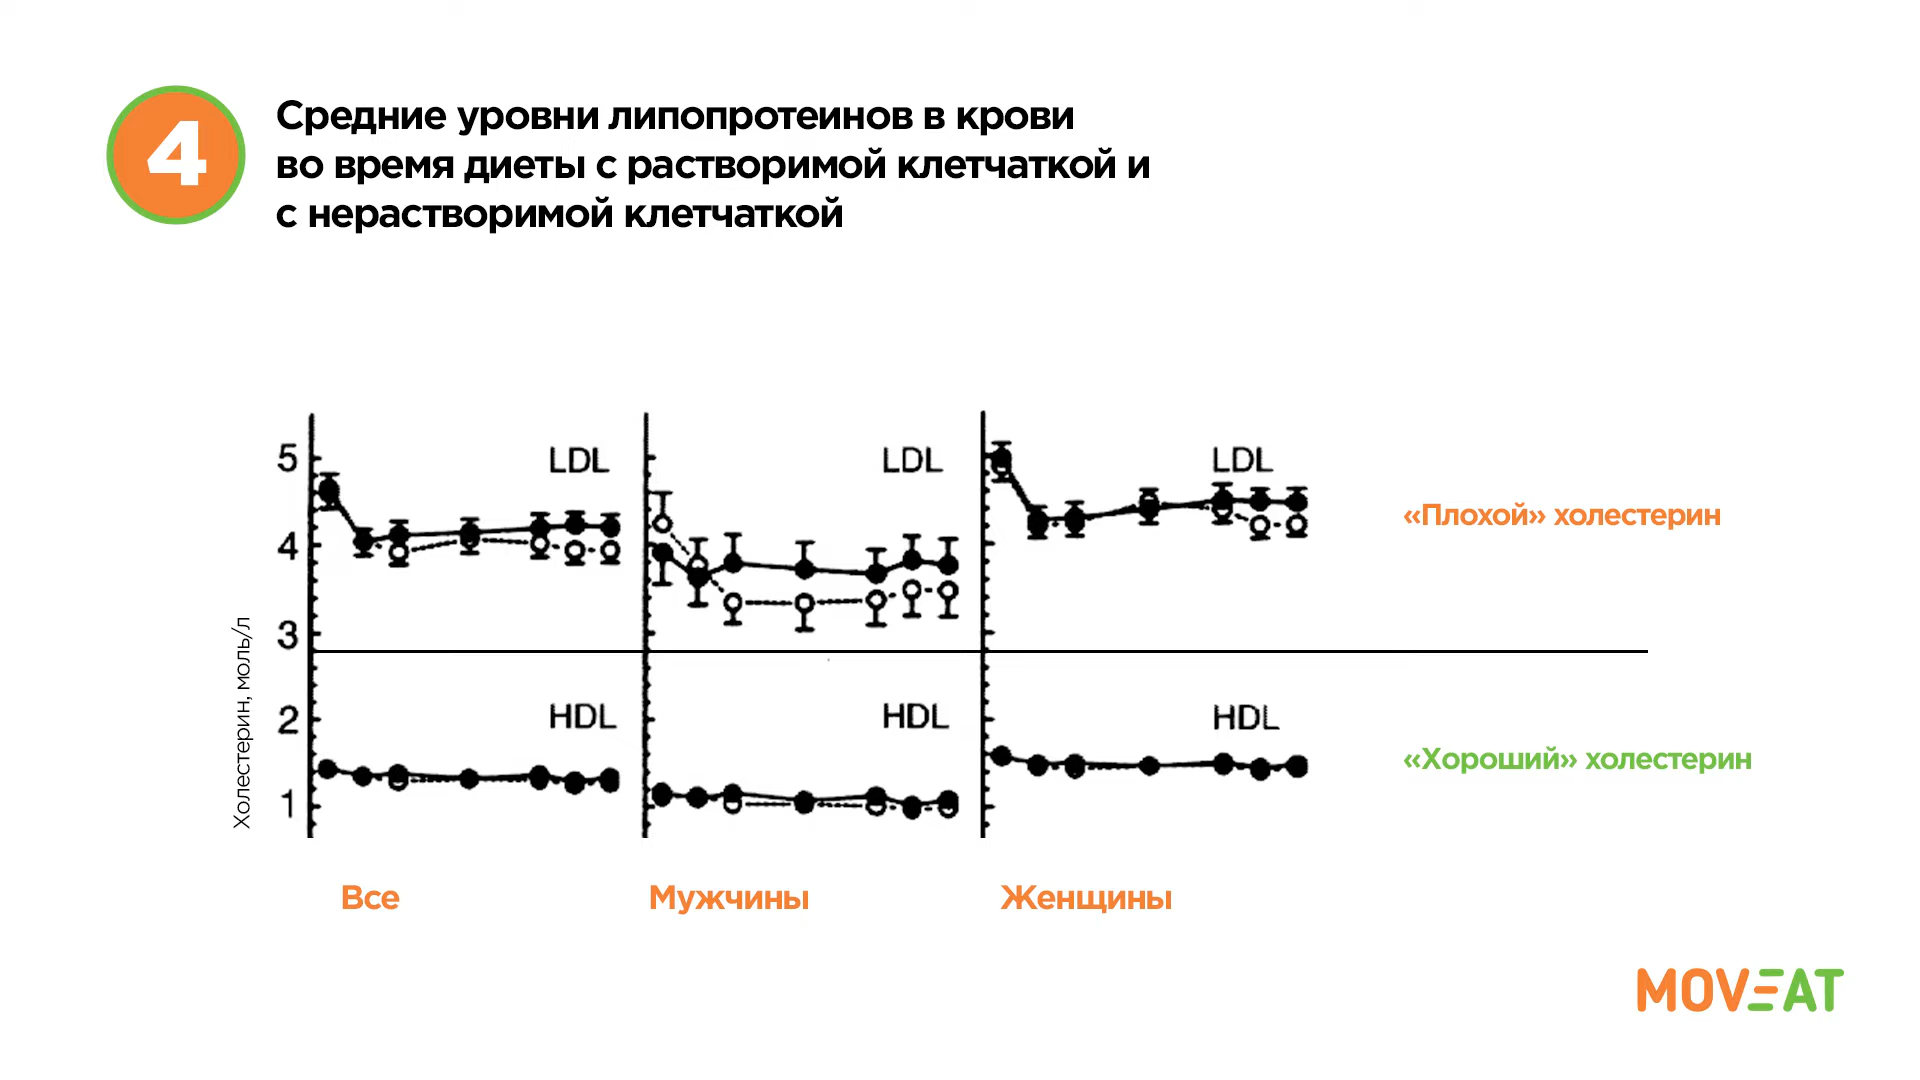 4
Средние уровни липопротеинов в крови
во время диеты с растворимой клетчаткой и
с нерастворимой клетчаткой
Холестерин, моль/л
5
4
3
2
1
LDL
LDL
LDL
«Плохой» холестерин
HDL
HDL
HDL
«Хороший» холестерин
Все
Мужчины
Женщины
MOVEAT